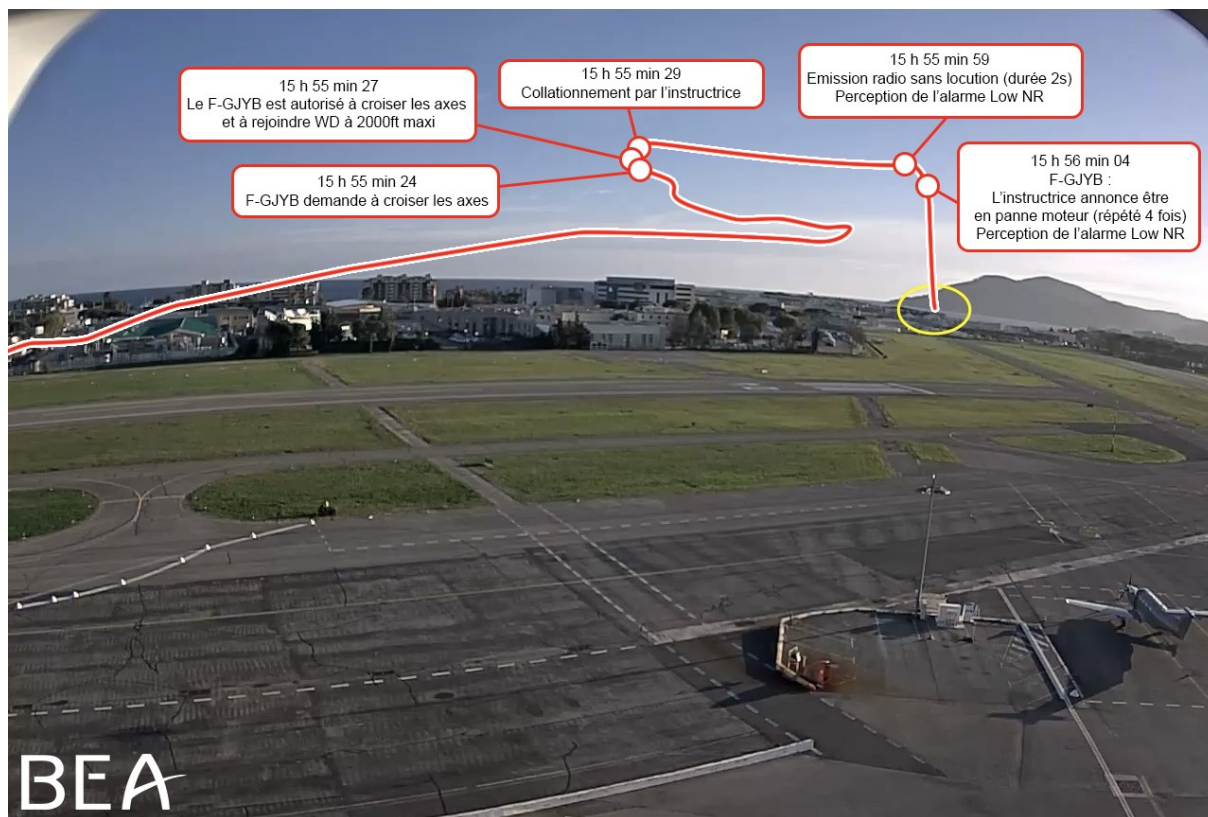 15 h 55 min 27
Le F-GJYB est autorisé à croiser les axes
et à rejoindre WD à 2000ft maxi
15 h 55 min 29
Collationnement par l'instructrice
15 h 55 min 59
Emission radio sans locution (durée 2s)
Perception de l'alarme Low NR
15 h 55 min 24
F-GJYB demande à croiser les axes
15 h 56 min 04
F-GJYB :
L'instructrice annonce être
en panne moteur (répété 4 fois)
Perception de l'alarme Low NR
BEA